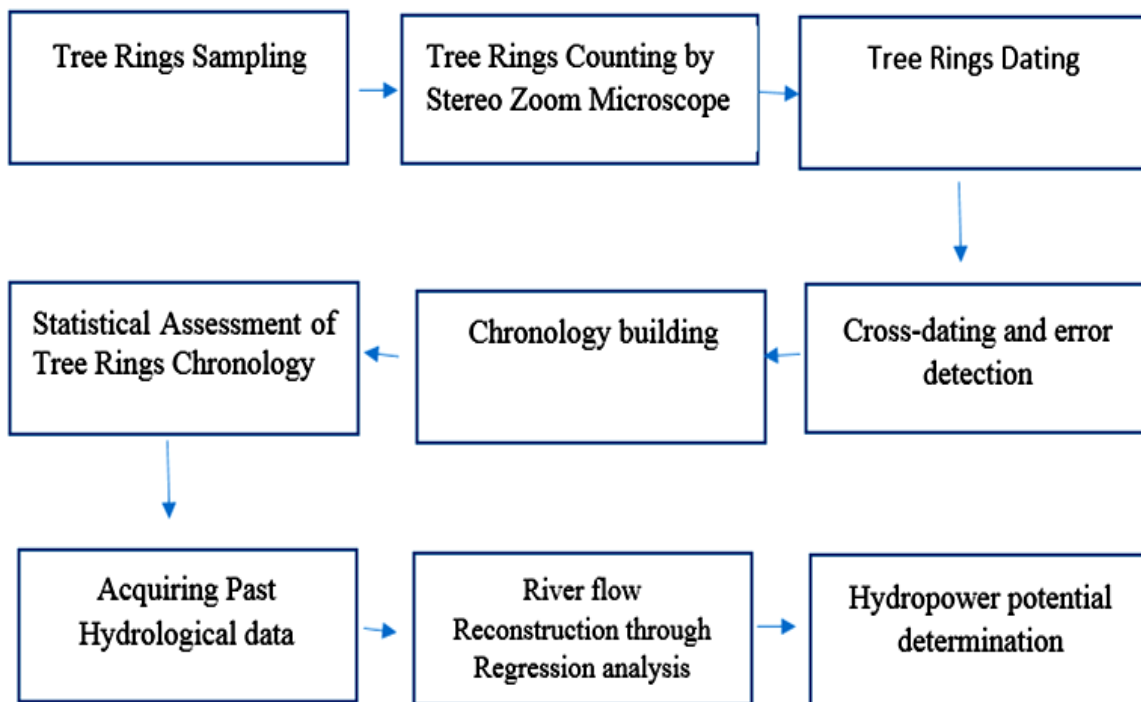 Tree Rings Sampling
Tree Rings Counting by
Stereo Zoom Microscope
Tree Rings Dating
Cross-dating and error
detection
Chronology building
Statistical Assessment of
Tree Rings Chronology
Acquiring Past
Hydrological data
River flow
Reconstruction through
Regression analysis
Hydropower potential
determination